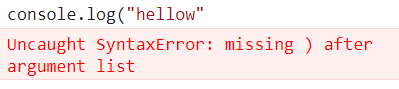 console.log("hellow"
Uncaught SyntaxError: missing ) after
argument list